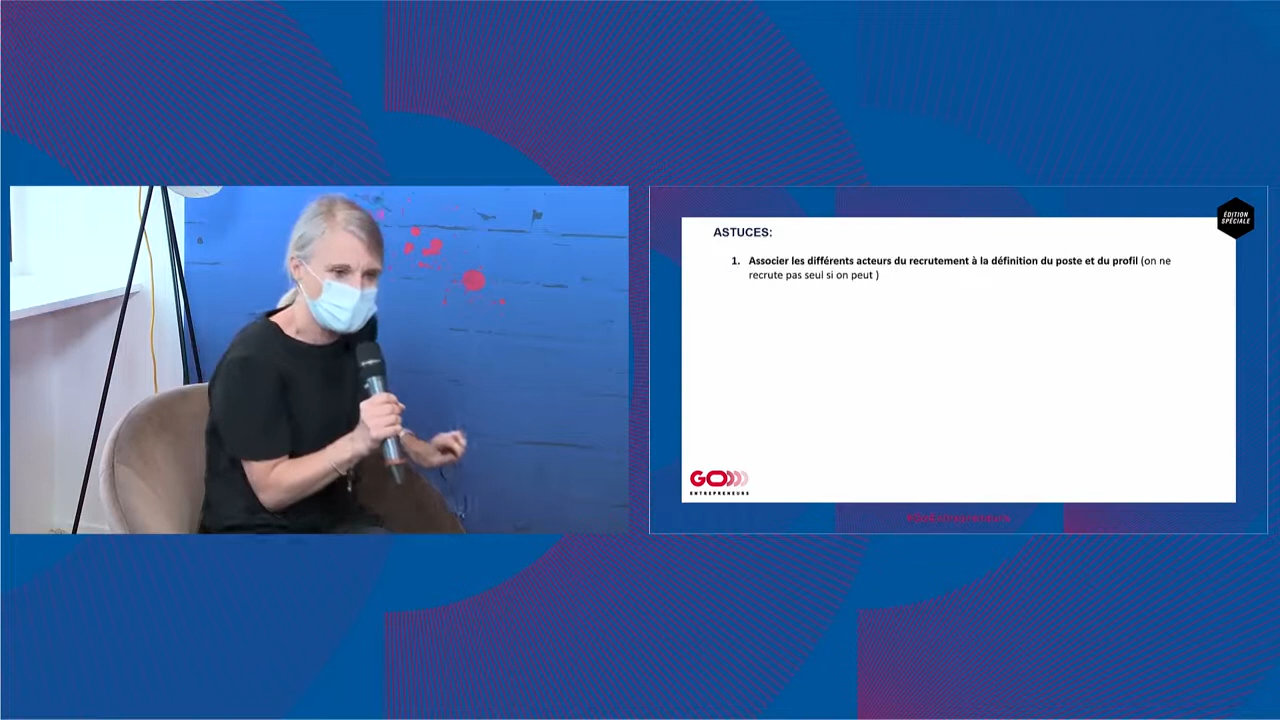 ÉDITION
SPÉCIALE
ASTUCES:
1. Associer les différents acteurs du recrutement à la définition du poste et du profil (on ne
recrute pas seul si on peut )
GO
ENTREPRENEURS
#GoEntrepreneurs